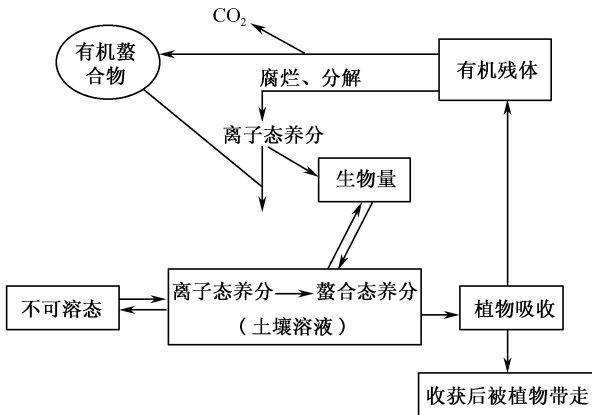 CO₂
有机螯
合物
有机残体
腐烂、分解
离子态养分
生物量
离子态养分
螯合态养分
（土壤溶液）
不可溶态
植物吸收
收获后被植物带走